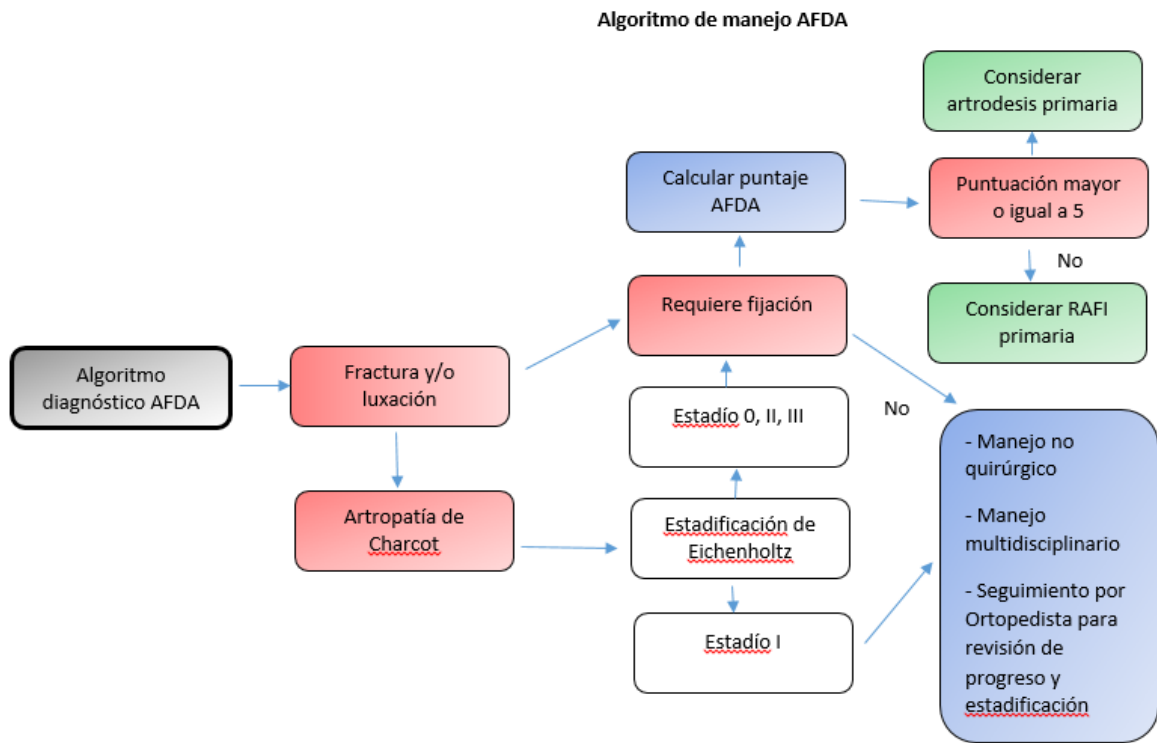 Algoritmo de manejo AFDA
Considerar
artrodesis primaria
Calcular puntaje
AFDA
Puntuación mayor
o igual a 5
No
Requiere fijación
Considerar RAFI
primaria
Algoritmo
diagnóstico AFDA
Fractura y/o
luxación
Estadío 0, II, III
No
- Manejo no
quirúrgico
- Manejo
multidisciplinario
- Seguimiento por
Ortopedista para
revisión de
progreso y
estadificación
Artropatía de
Charcot
Estadificación de
Eichenholtz
Estadío I